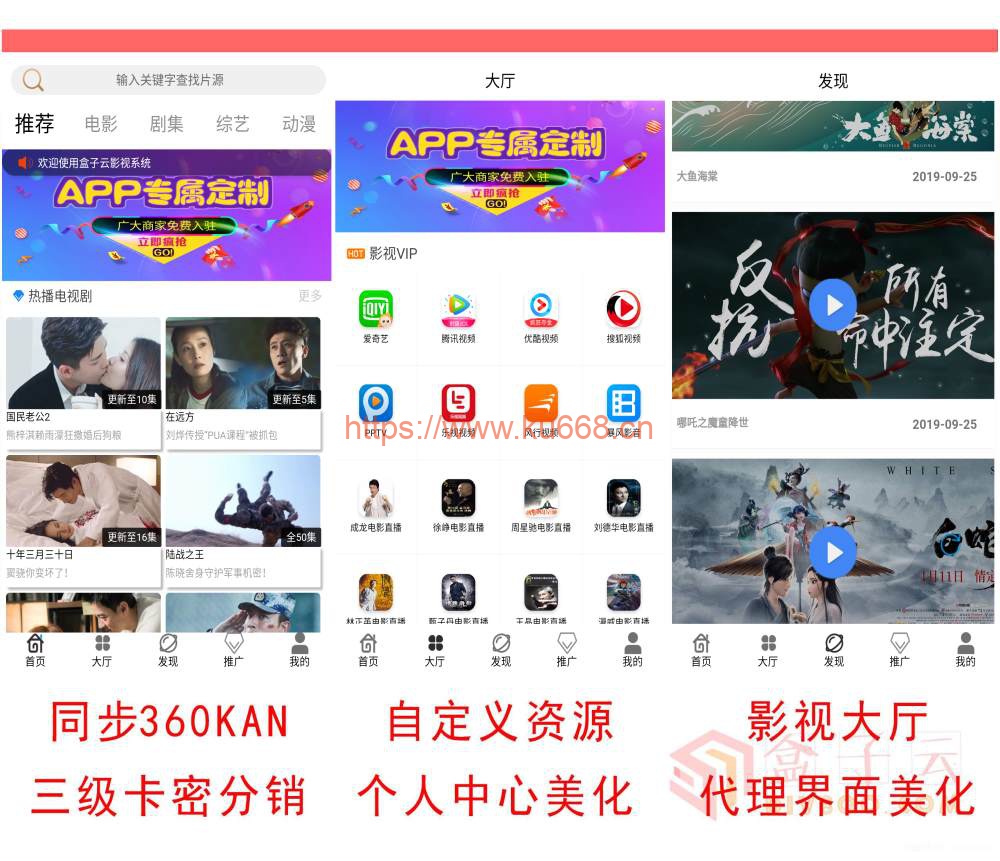 输入关键字查找片源
推荐
电影
剧集
综艺
动漫
欢迎使用盒子云影视系统
APP专属定制
广大商家免费入驻
立即疯抢
GO!
热播电视剧
更多
更新至10集
更新至5集
国民老公2
在远方
熊梓淇赖雨濛狂撒婚后狗粮
刘烨传授“PUA课程”被抓包
更新至16集
全50集
十年三月三十日
陆战之王
窦骁你变坏了!
陈晓舍身守护军事机密!
首页
大厅
发现
推广
我的
大厅
APP专属定制
广大商家免费入驻
立即疯抢
GO!
HOT 影视VIP
QIYI
爱奇艺
腾讯视频
优酷视频
搜狐视频
PPTV
乐视视频
风行视频
暴风影音
https://www.ku668.cn
成龙电影直播
徐峥电影直播
周星驰电影直播
刘德华电影直播
林正英电影直播
甄子丹电影直播
王晶电影直播
漫威电影直播
首页
大厅
发现
推广
我的
发现
大鱼海棠
大鱼海棠
2019-09-25
反抗
所有
命中注定
哪吒之魔童降世
2019-09-25
WHITE S
白蛇
1月11日
首页
大厅
发现
推广
我的
同步360KAN
三级卡密分销
自定义资源
个人中心美化
影视大厅
代理界面美化
盒子云